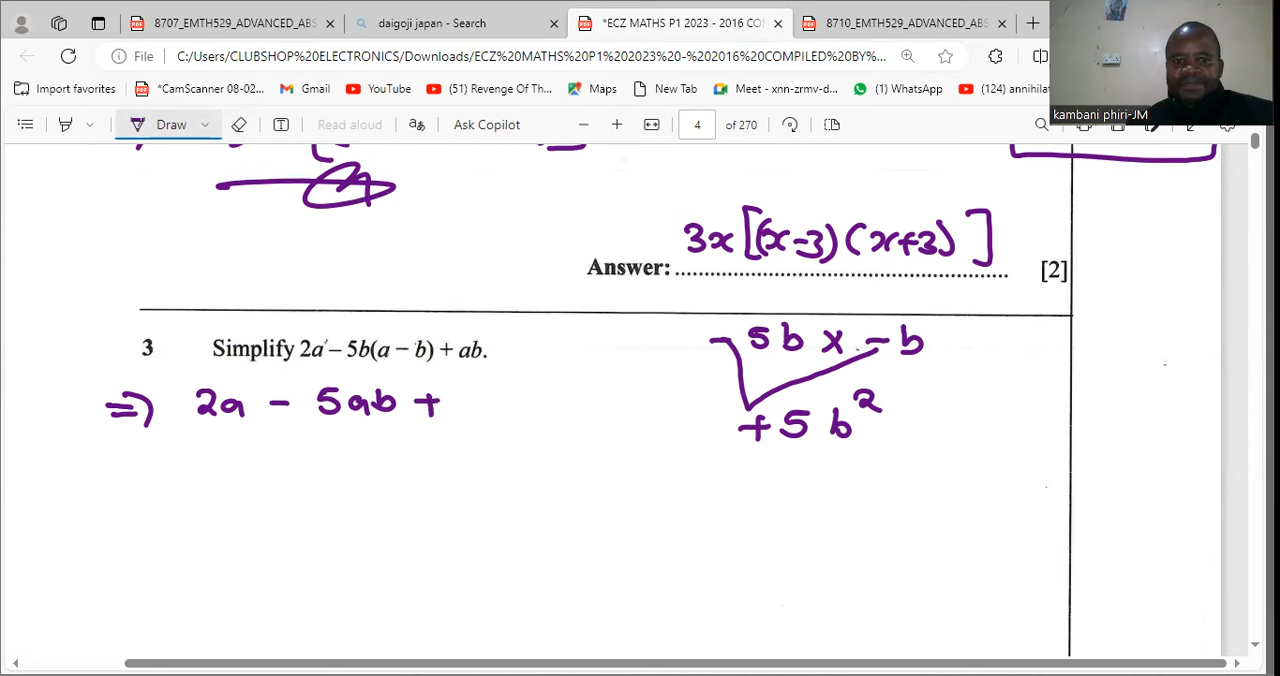 8707_EMTH529_ADVANCED_ABS
daigoji japan - Search
*ECZ MATHS P1 2023 - 2016 CO
8710_EMTH529_ADVANCED_ABS
File
C:/Users/CLUBSHOP%20ELECTRONICS/Downloads/ECZ%20MATHS%20P1%202023%20-%202016%20COMPILED%20BY%...
Import favorites
*CamScanner 08-02...
Gmail
YouTube
(51) Revenge Of Th...
Maps
New Tab
Meet - xnn-zrmv-d...
(1) WhatsApp
(124) annihilat
kambani phiri-JM
Draw
Read aloud
Ask Copilot
4
of 270
3x[(x-3)(x+3)]
Answer: ................................................................ [2]
3 Simplify 2a – 5b(a – b) + ab.
- 5b x - b
=> 2a - 5ab +
+5b²